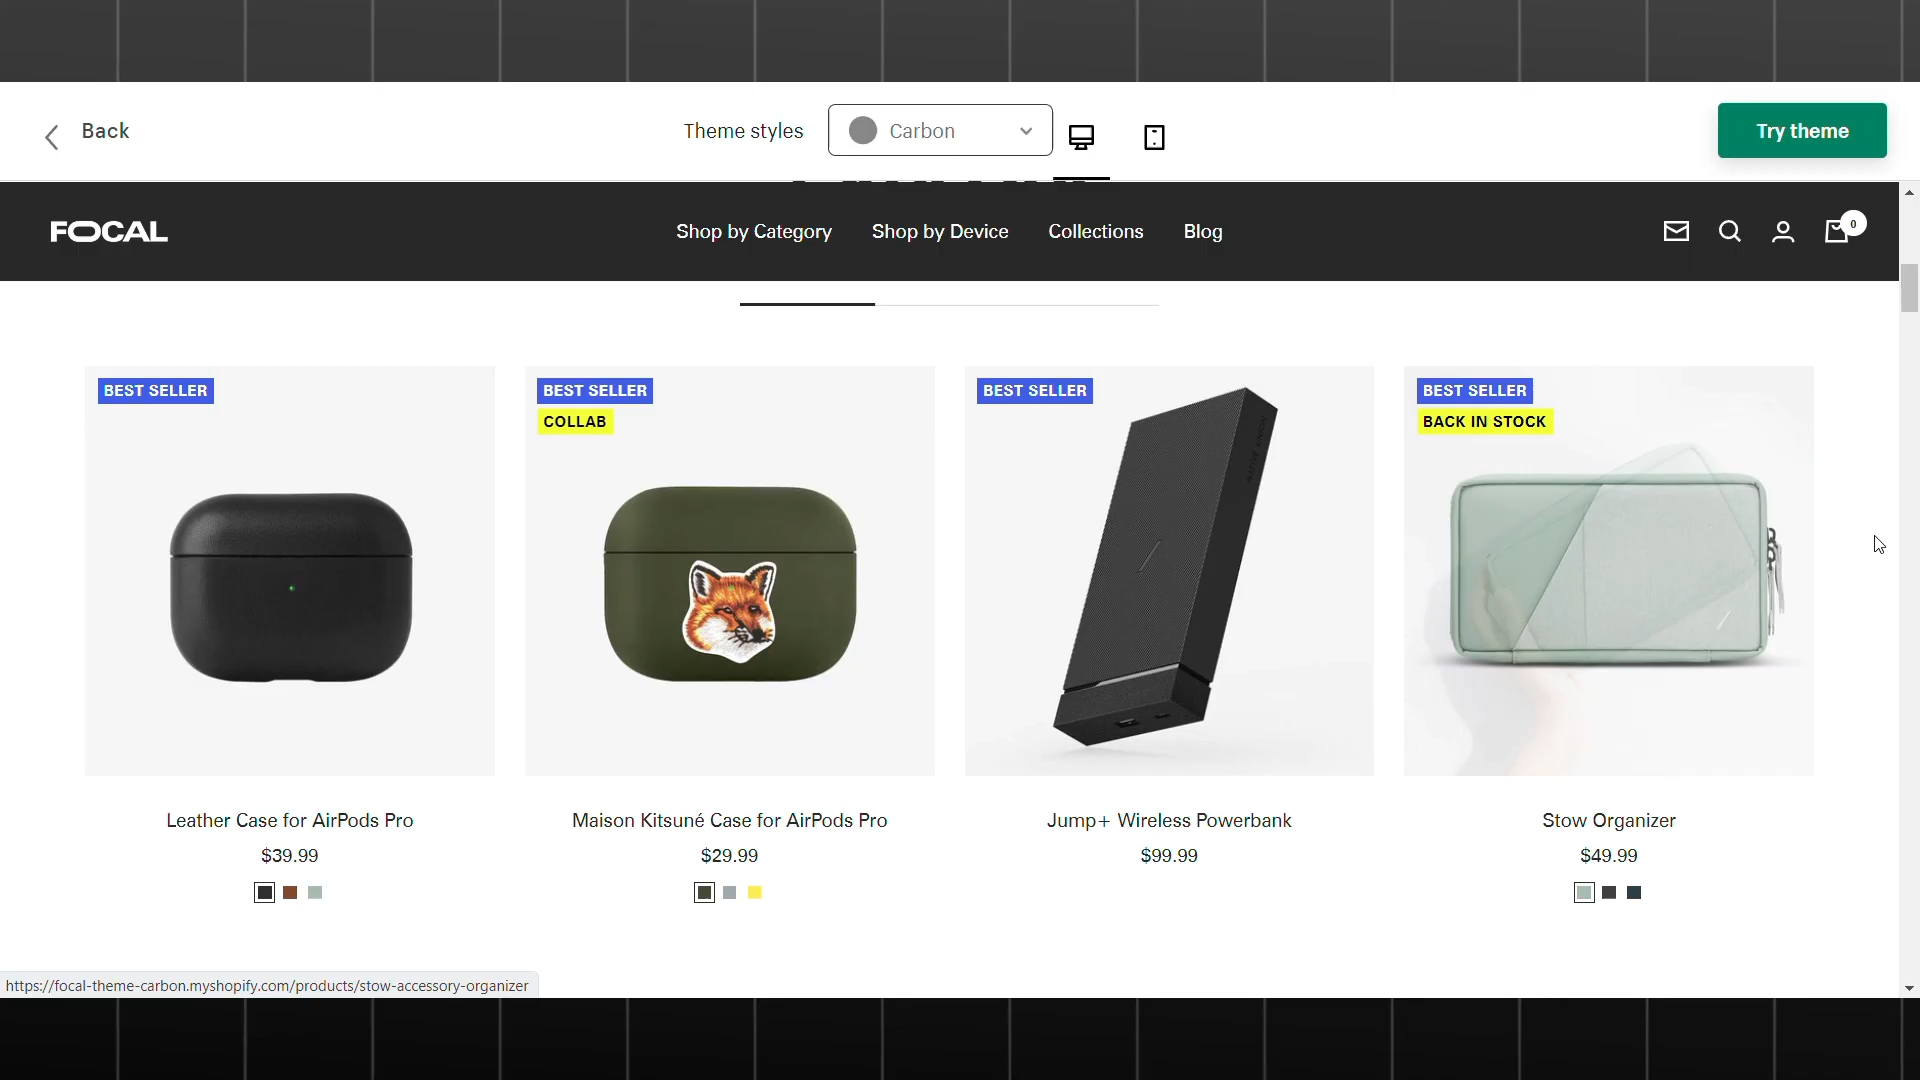 Back
Theme styles
Carbon
Try theme
FOCAL
Shop by Category
Shop by Device
Collections
Blog
0
BEST SELLER
BEST SELLER
COLLAB
BEST SELLER
BEST SELLER
BACK IN STOCK
Leather Case for AirPods Pro
$39.99
Maison Kitsuné Case for AirPods Pro
$29.99
Jump+ Wireless Powerbank
$99.99
Stow Organizer
$49.99
https://focal-theme-carbon.myshopify.com/products/stow-accessory-organizer